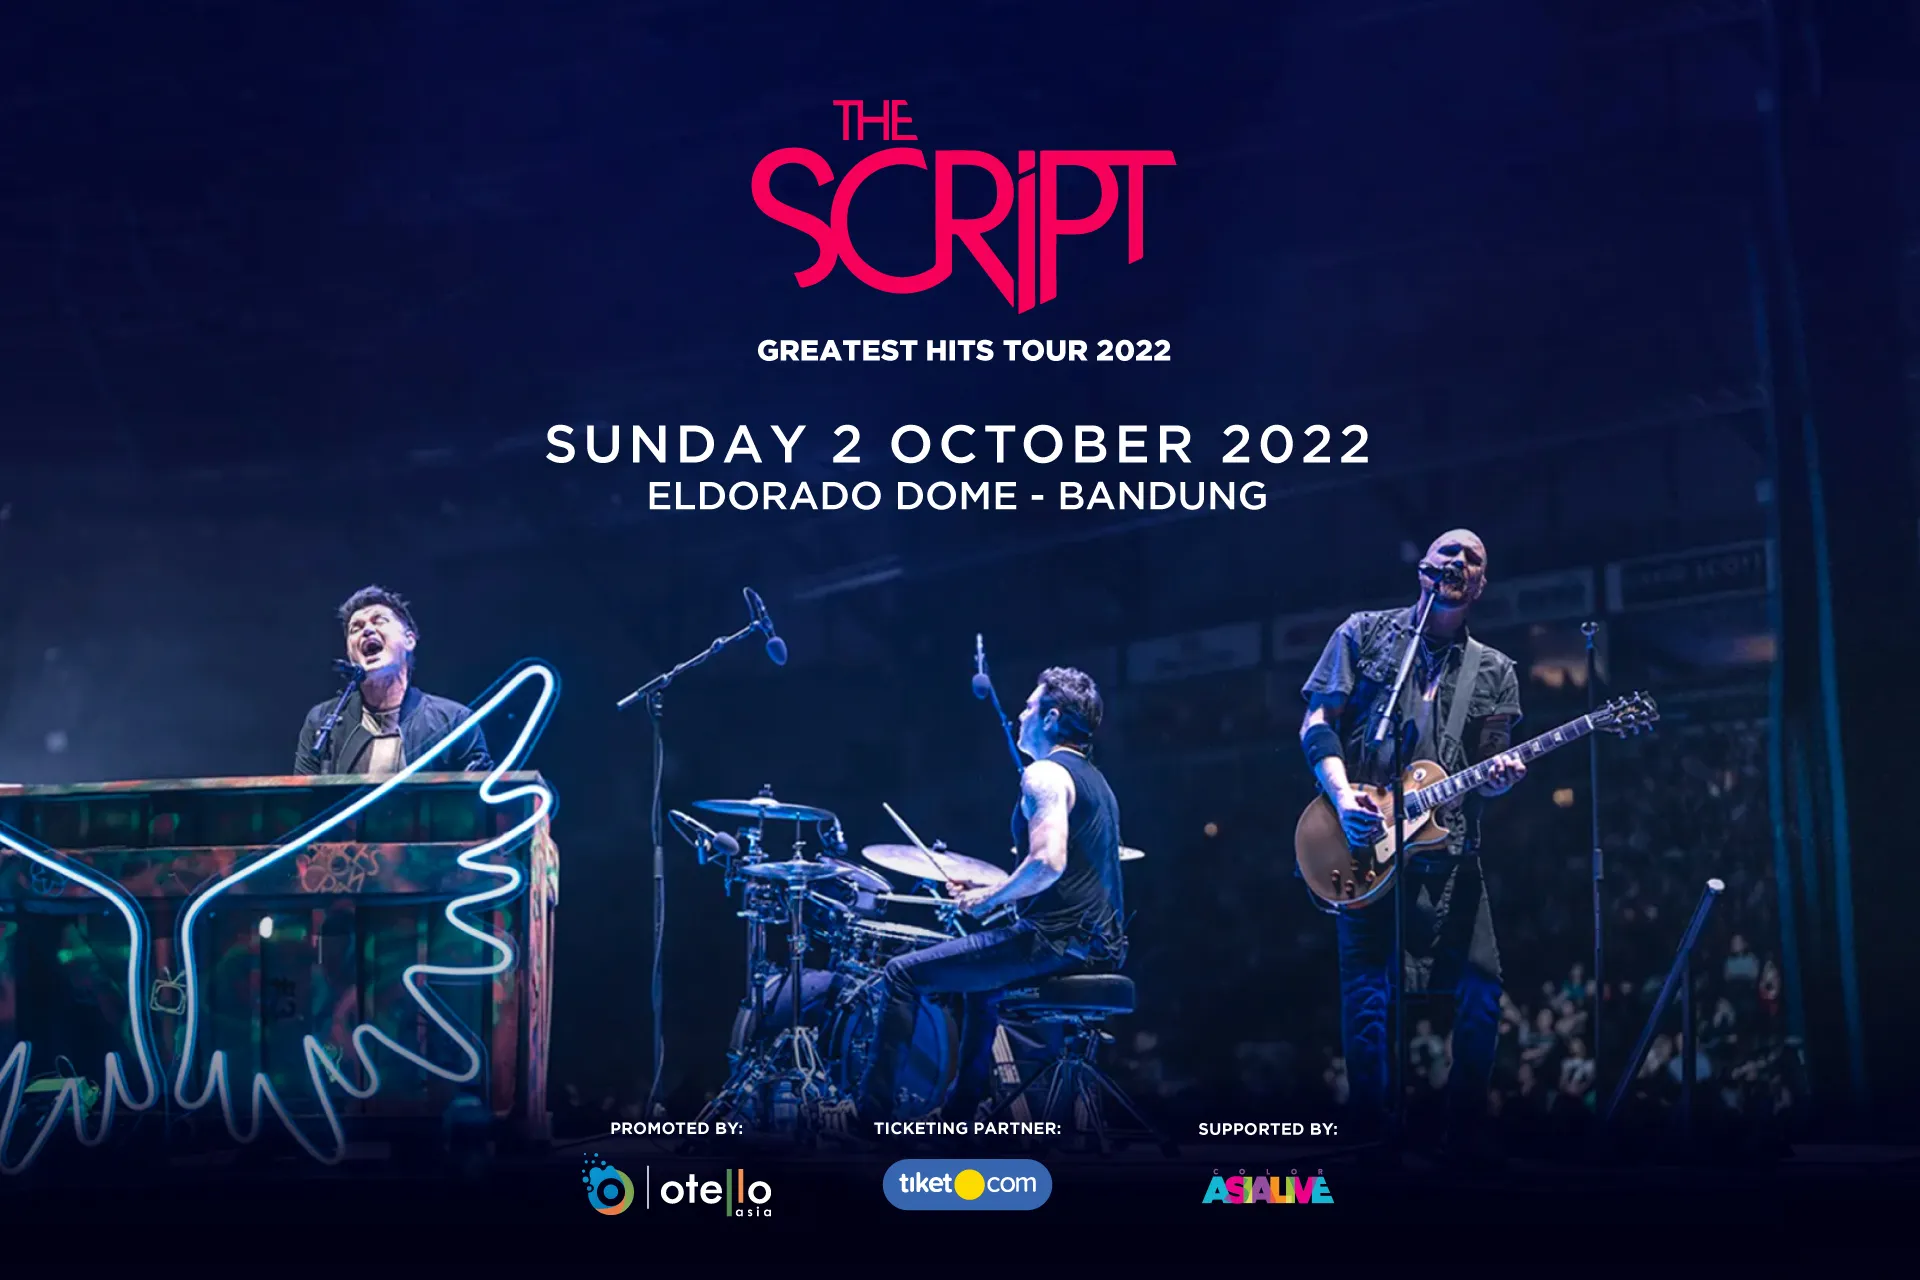 THE
SCRiPT
GREATEST HITS TOUR 2022
SUNDAY 2 OCTOBER 2022
ELDORADO DOME - BANDUNG
PROMOTED BY:
TICKETING PARTNER:
SUPPORTED BY:
otello
asia
tiket.com
COLOR
ASIALIVE